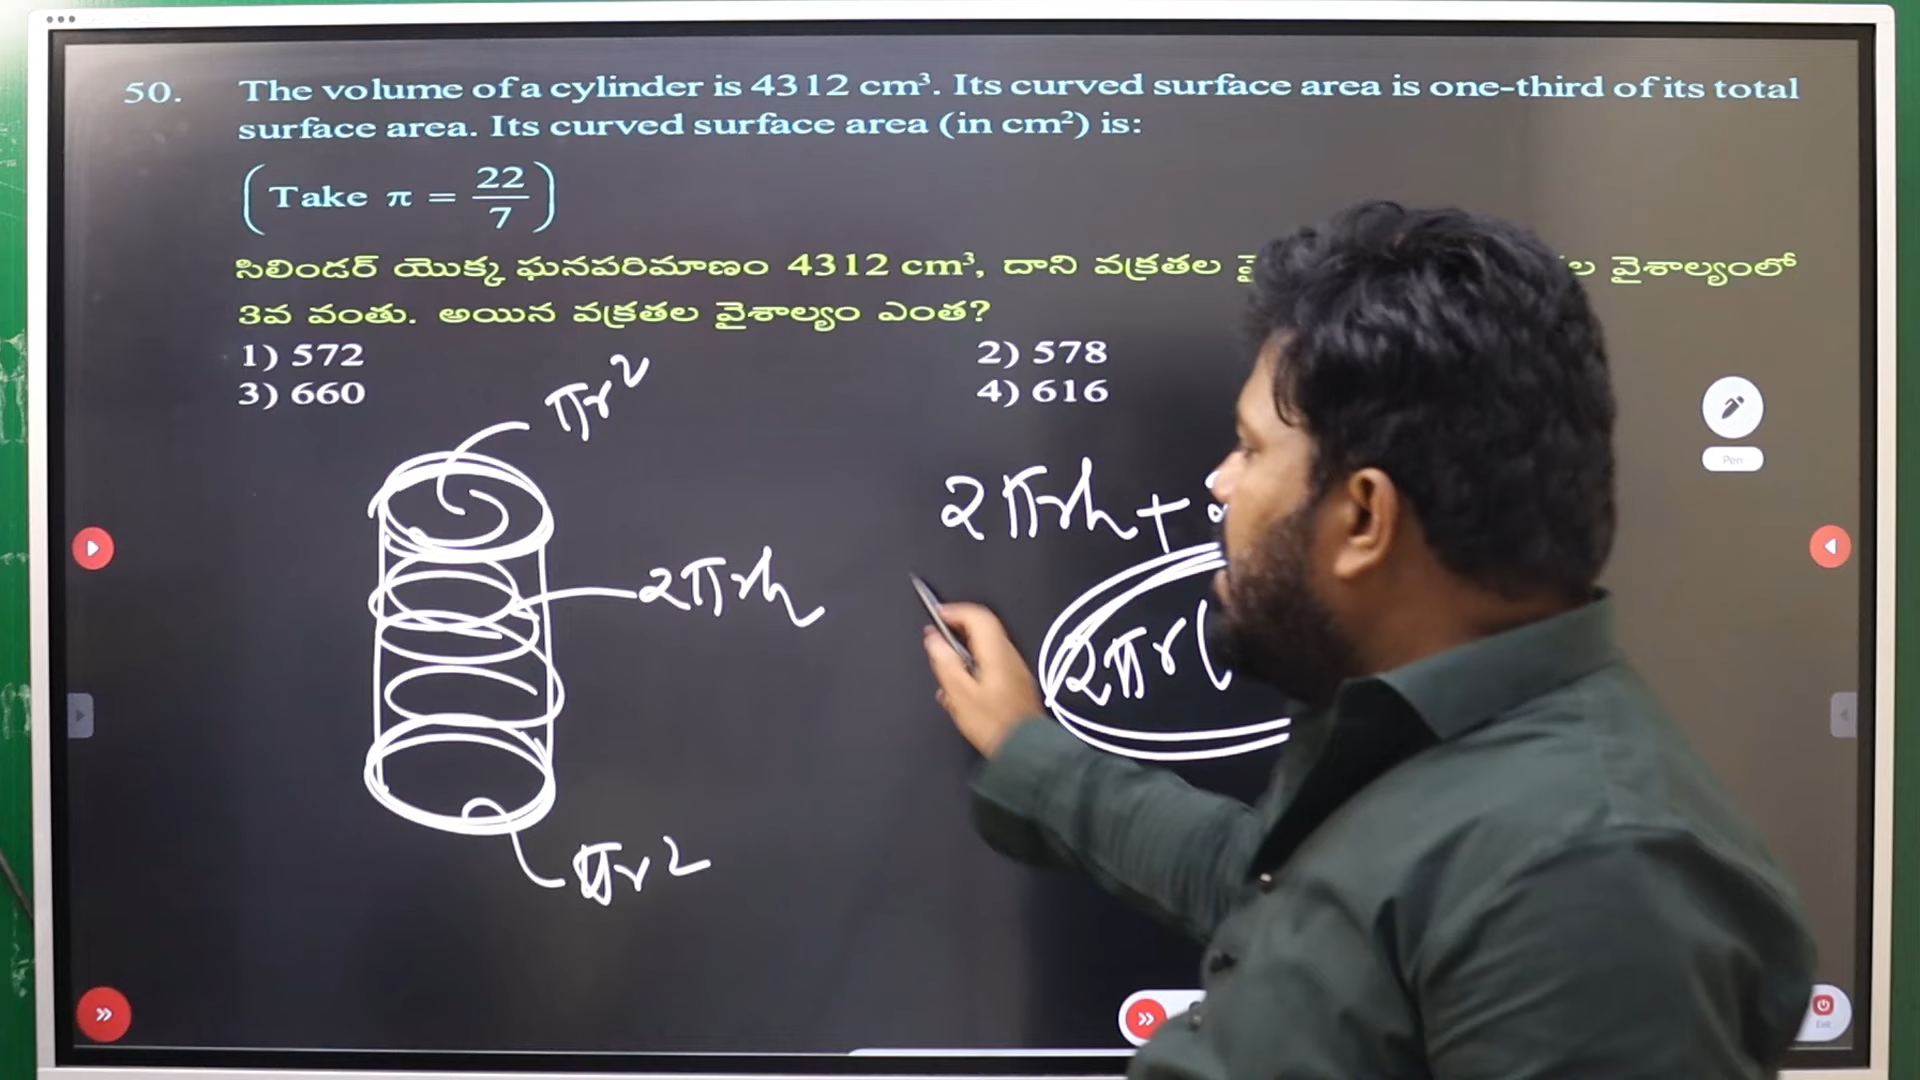 50. The volume of a cylinder is 4312 cm³. Its curved surface area is one-third of its total
surface area. Its curved surface area (in cm²) is:
(Take π = 22/7)
సిలిండర్ యొక్క ఘనపరిమాణం 4312 cm³, దాని వక్రతల వైశాల్యంలో
3వ వంతు. అయిన వక్రతల వైశాల్యం ఎంత?
1) 572 2) 578
3) 660 4) 616
πr²
2πrh +
2πrh
2πr(
πr²
Pen
Exit